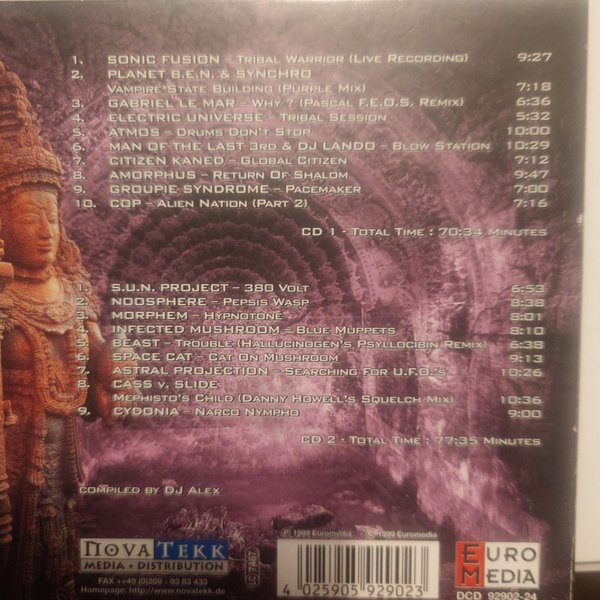 1. SONIC FUSION – TRIBAL WARRIOR (LIVE RECORDING) 9:27
2. PLANET B.E.N. & SYNCHRO
VAMPIRE STATE BUILDING (PURPLE MIX) 7:18
3. GABRIEL LE MAR – WHY ? (PASCAL F.E.O.S. REMIX) 6:36
4. ELECTRIC UNIVERSE – TRIBAL SESSION 5:32
5. ATMOS – DRUMS DON'T STOP 10:00
6. MAN OF THE LAST 3RD & DJ LANDO – BLOW STATION 10:29
7. CITIZEN KANED – GLOBAL CITIZEN 7:12
8. AMORPHUS – RETURN OF SHALOM 9:47
9. GROUPIE SYNDROME – PACEMAKER 7:00
10. COP – ALIEN NATION (PART 2) 7:16
CD 1 - TOTAL TIME : 70:34 MINUTES
1. S.U.N. PROJECT – 380 VOLT 6:53
2. NOOSPHERE – PEPSIS WASP 8:38
3. MORPHEM – HYPNOTONE 8:01
4. INFECTED MUSHROOM – BLUE MUPPETS 8:10
5. BEAST – TROUBLE (HALLUCINOGEN'S PSYLLOCIBIN REMIX) 6:38
6. SPACE CAT – CAT ON MUSHROOM 9:13
7. ASTRAL PROJECTION – SEARCHING FOR U.F.O.'S 10:26
8. CASS V. SLIDE
MEPHISTO'S CHILD (DANNY HOWELL'S SQUELCH MIX) 10:36
9. CYDONIA – NARCO NYMPHO 9:00
CD 2 - TOTAL TIME : 77:35 MINUTES
COMPILED BY DJ ALEX
℗ 1999 Euromedia © 1999 Euromedia
NOVATEKK
MEDIA + DISTRIBUTION
FAX ++49 (0)209 - 93 83 433
Homepage: http://www.novatekk.de
LC 7457
4 025905 929023
EURO
MEDIA
DCD 92902-24